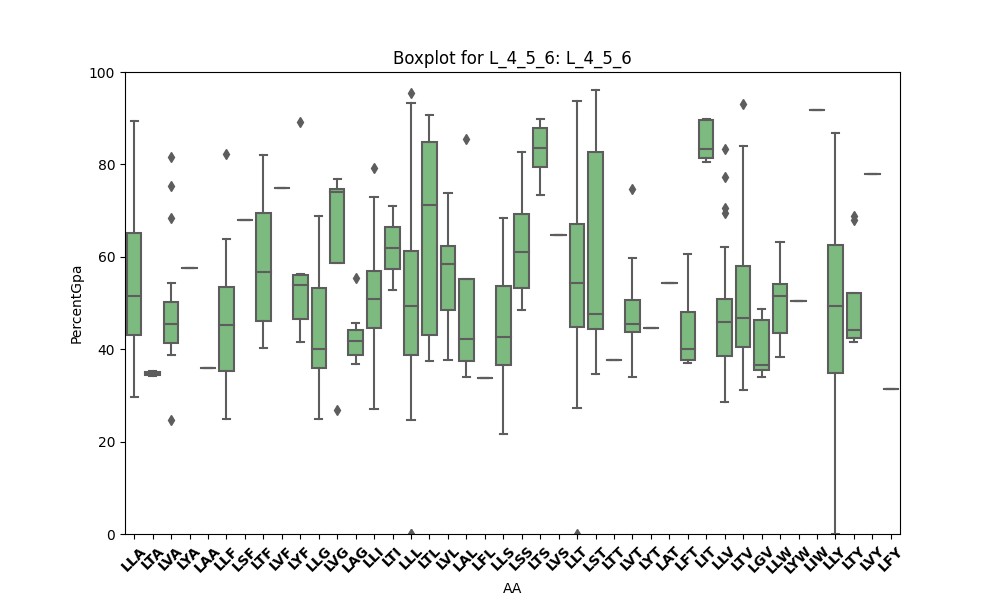 Boxplot for L_4_5_6: L_4_5_6
100
80
60
40
20
0
PercentGpa
LLA LTA LVA LYA LAA LLF LSF LTF LVF LYF LLG LVG LAG LLI LTI LLL LTL LVL LAL LFL LLS LSS LTS LVS LLT LST LTT LVT LYT LAT LFT LIT LLV LTV LGV LLW LYW LIW LLY LTY LVY LFY
AA